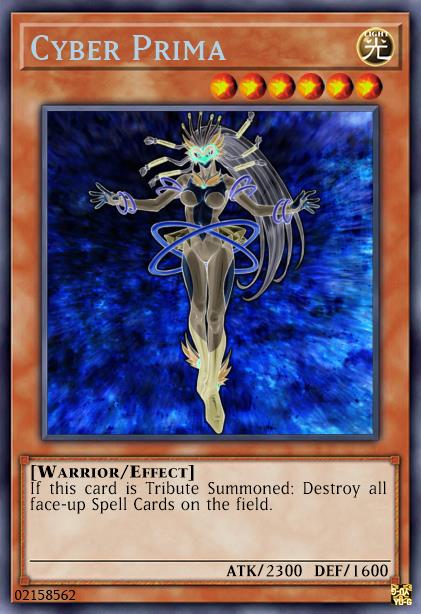 Cyber Prima
LIGHT
光
[Warrior/Effect]
If this card is Tribute Summoned: Destroy all
face-up Spell Cards on the field.
ATK/2300 DEF/1600
02158562